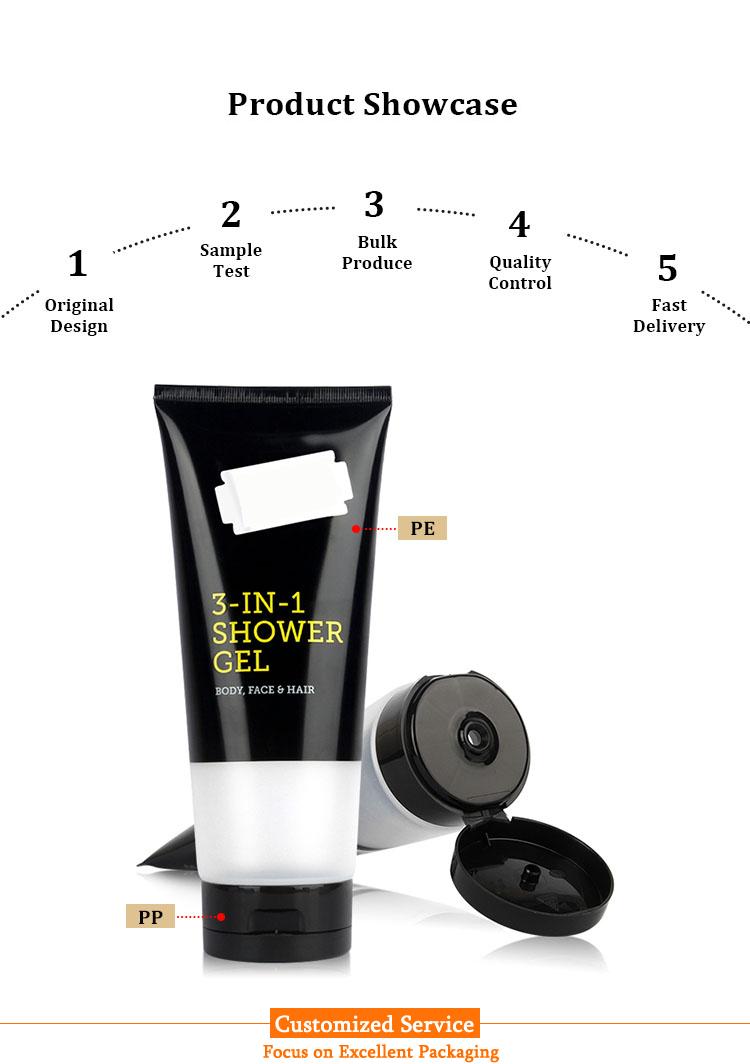 Product Showcase
1
Original
Design
2
Sample
Test
3
Bulk
Produce
4
Quality
Control
5
Fast
Delivery
PE
3-IN-1
SHOWER
GEL
BODY, FACE & HAIR
PP
Customized Service
Focus on Excellent Packaging